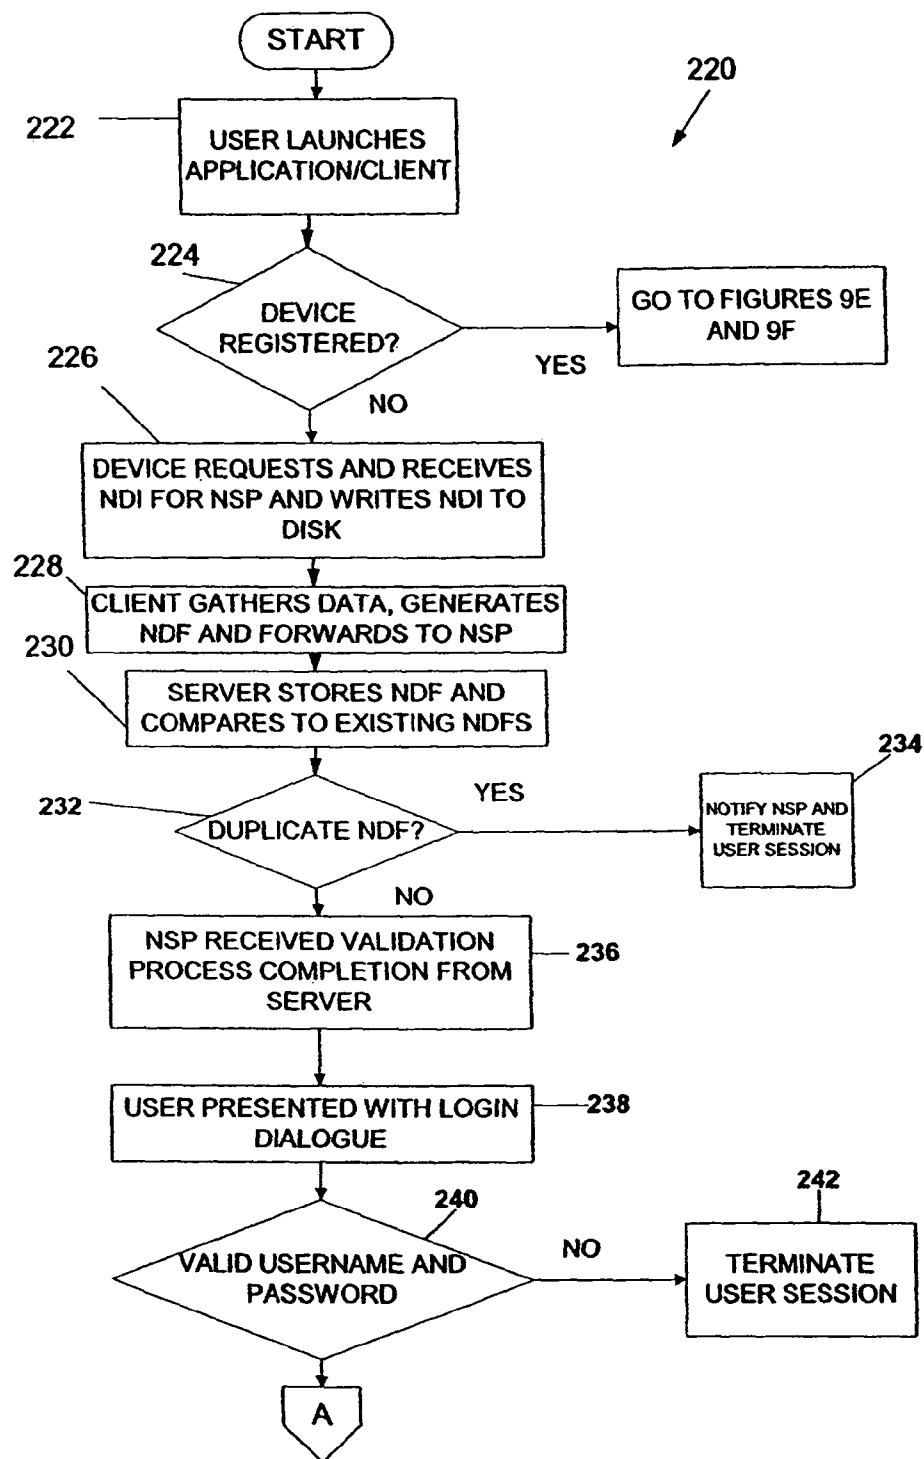 START
220
222
USER LAUNCHES
APPLICATION/CLIENT
224
DEVICE
REGISTERED?
YES
GO TO FIGURES 9E
AND 9F
NO
226
DEVICE REQUESTS AND RECEIVES
NDI FOR NSP AND WRITES NDI TO
DISK
228
CLIENT GATHERS DATA, GENERATES
NDF AND FORWARDS TO NSP
230
SERVER STORES NDF AND
COMPARES TO EXISTING NDFS
232
DUPLICATE NDF?
YES
234
NOTIFY NSP AND
TERMINATE
USER SESSION
NO
NSP RECEIVED VALIDATION
PROCESS COMPLETION FROM
SERVER
236
USER PRESENTED WITH LOGIN
DIALOGUE
238
240
VALID USERNAME AND
PASSWORD
NO
242
TERMINATE
USER SESSION
A